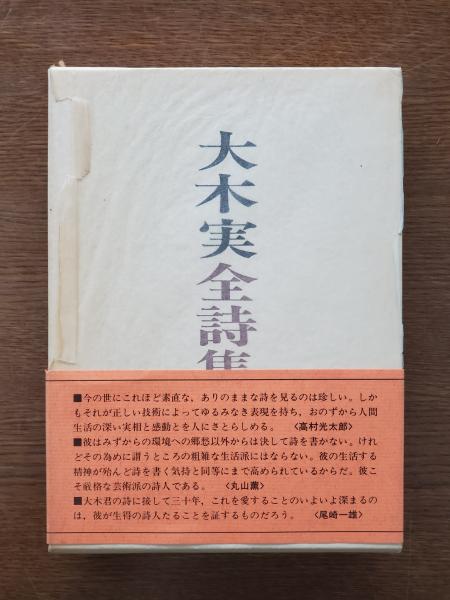 大木実全詩集
■今の世にこれほど素直な，ありのままな詩を見るのは珍しい。しか
もそれが正しい技術によってゆるみなき表現を持ち，おのずから人間
生活の深い実相と感動とを人にさとらしめる。　〈高村光太郎〉
■彼はみずからの環境への郷愁以外からは決して詩を書かない。けれ
どその為めに謂うところの粗雑な生活派にはならない。彼の生活する
精神が殆んど詩を書く気持と同等にまで高められているからだ。彼こ
そ厳格な芸術派の詩人である。　〈丸山薫〉
■大木君の詩に接して三十年，これを愛することのいよいよ深まるの
は，彼が生得の詩人たることを証するものだろう。　〈尾崎一雄〉